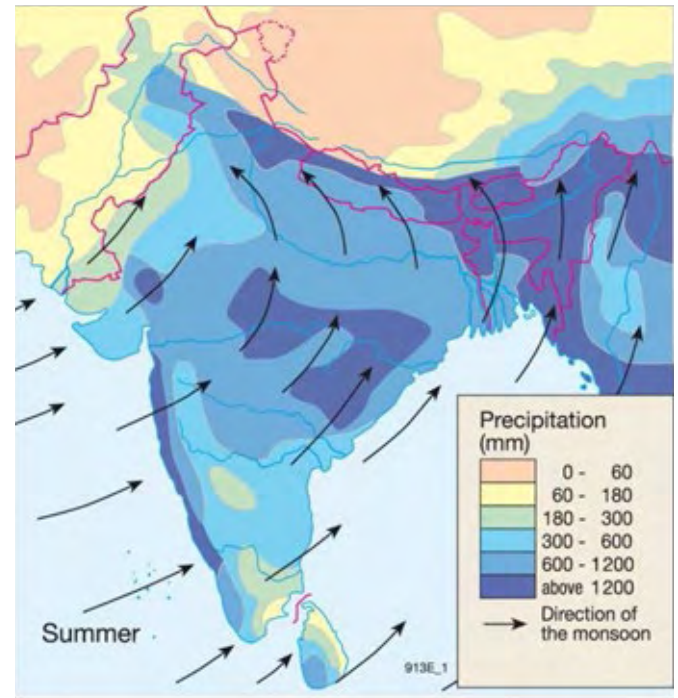 Precipitation
(mm)
0 - 60
60 - 180
180 - 300
300 - 600
600 - 1200
above 1200
Direction of
the monsoon
Summer
913E_1